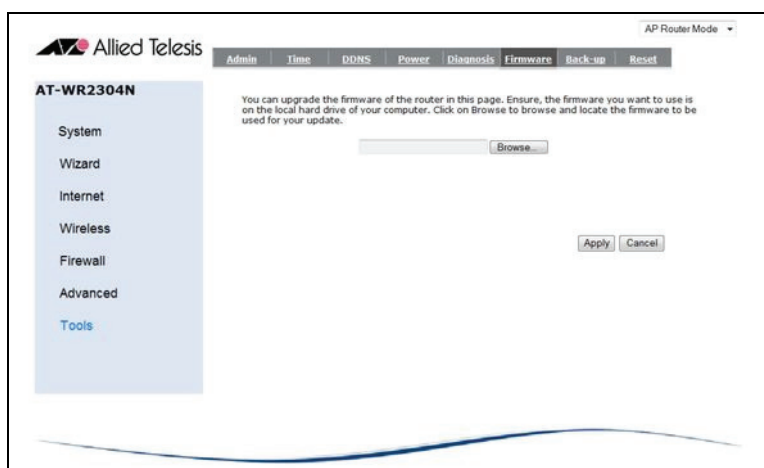 AP Router Mode
Allied Telesis
Admin Time DDNS Power Diagnosis Firmware Back-up Reset
AT-WR2304N
System
Wizard
Internet
Wireless
Firewall
Advanced
Tools
You can upgrade the firmware of the router in this page. Ensure, the firmware you want to use is
on the local hard drive of your computer. Click on Browse to browse and locate the firmware to be
used for your update.
Browse...
Apply Cancel